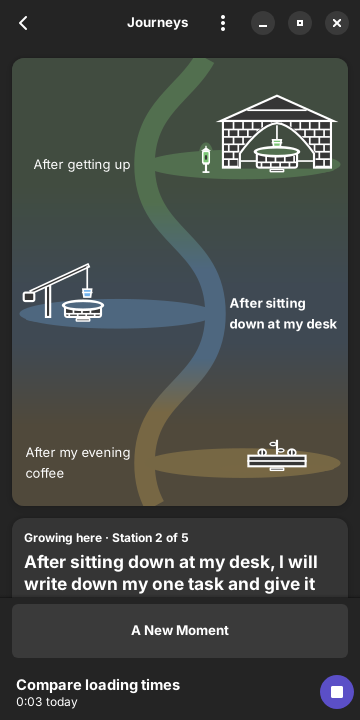 Journeys
After getting up
After sitting
down at my desk
After my evening
coffee
Growing here · Station 2 of 5
After sitting down at my desk, I will
write down my one task and give it
A New Moment
Compare loading times
0:03 today